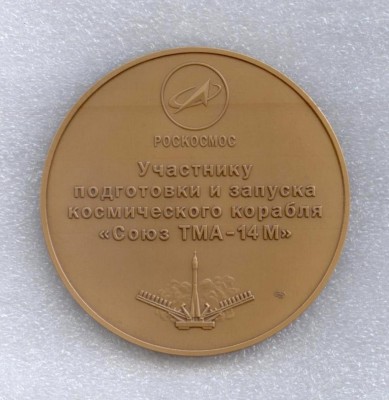 РОСКОСМОС
Участнику
подготовки и запуска
космического корабля
«Союз ТМА-14М»